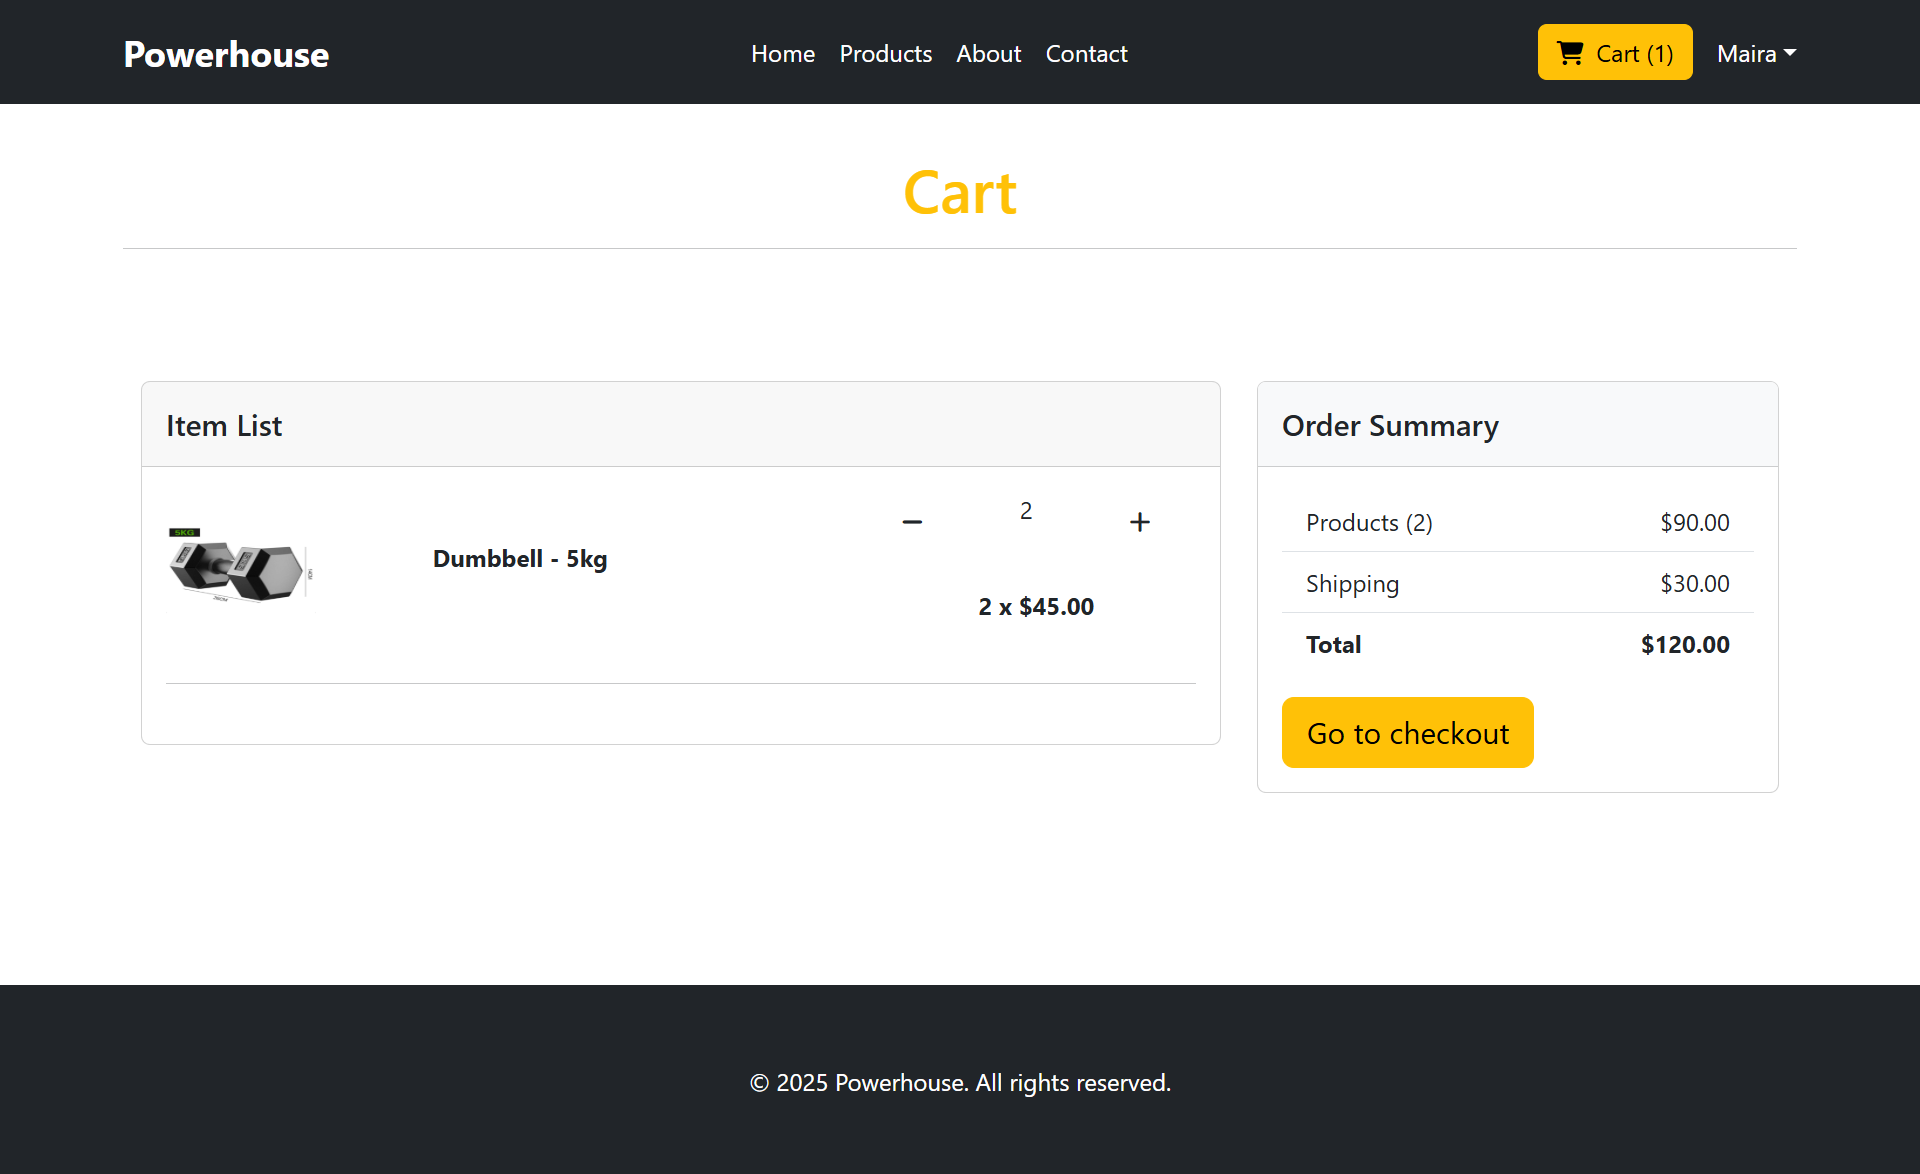 Powerhouse
Home Products About Contact
Cart (1)
Maira
Cart
Item List
5KG
Dumbbell - 5kg
2
2 x $45.00
Order Summary
Products (2) $90.00
Shipping $30.00
Total $120.00
Go to checkout
© 2025 Powerhouse. All rights reserved.